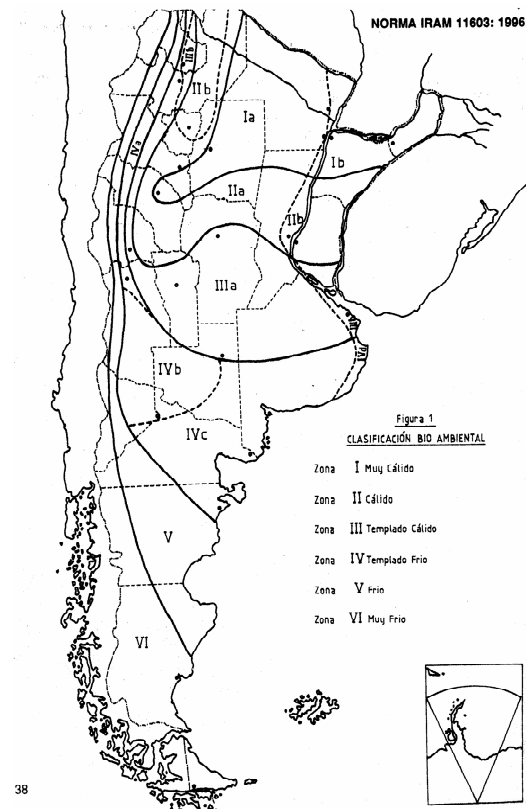 NORMA IRAM 11603: 1996
IIIb
IIb
Ia
IVa
Ib
IIa
IIb
IIIa
IIIb
IVd
IVb
IVc
Figura 1
CLASIFICACIÓN BIO AMBIENTAL
Zona I Muy Cálido
Zona II Cálido
Zona III Templado Cálido
Zona IV Templado Frio
Zona V Frio
Zona VI Muy Frio
V
VI
38